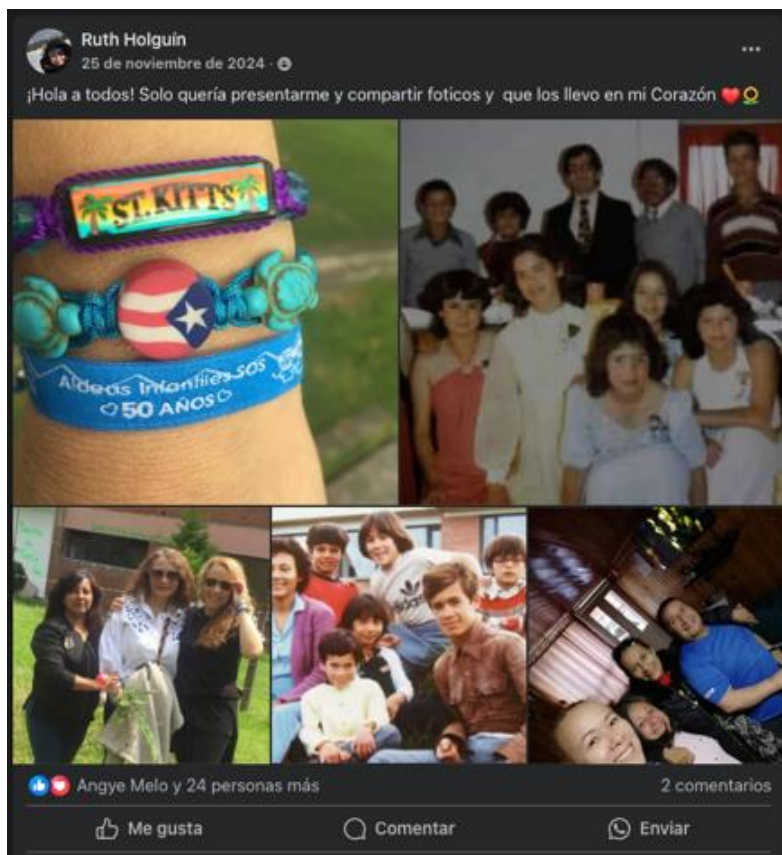 Ruth Holguín
25 de noviembre de 2024 ·
¡Hola a todos! Solo quería presentarme y compartir foticos y que los llevo en mi Corazón
ST. KITTS
Aldeas Infantiles SOS
50 AÑOS
adidas
Angye Melo y 24 personas más
2 comentarios
Me gusta
Comentar
Enviar